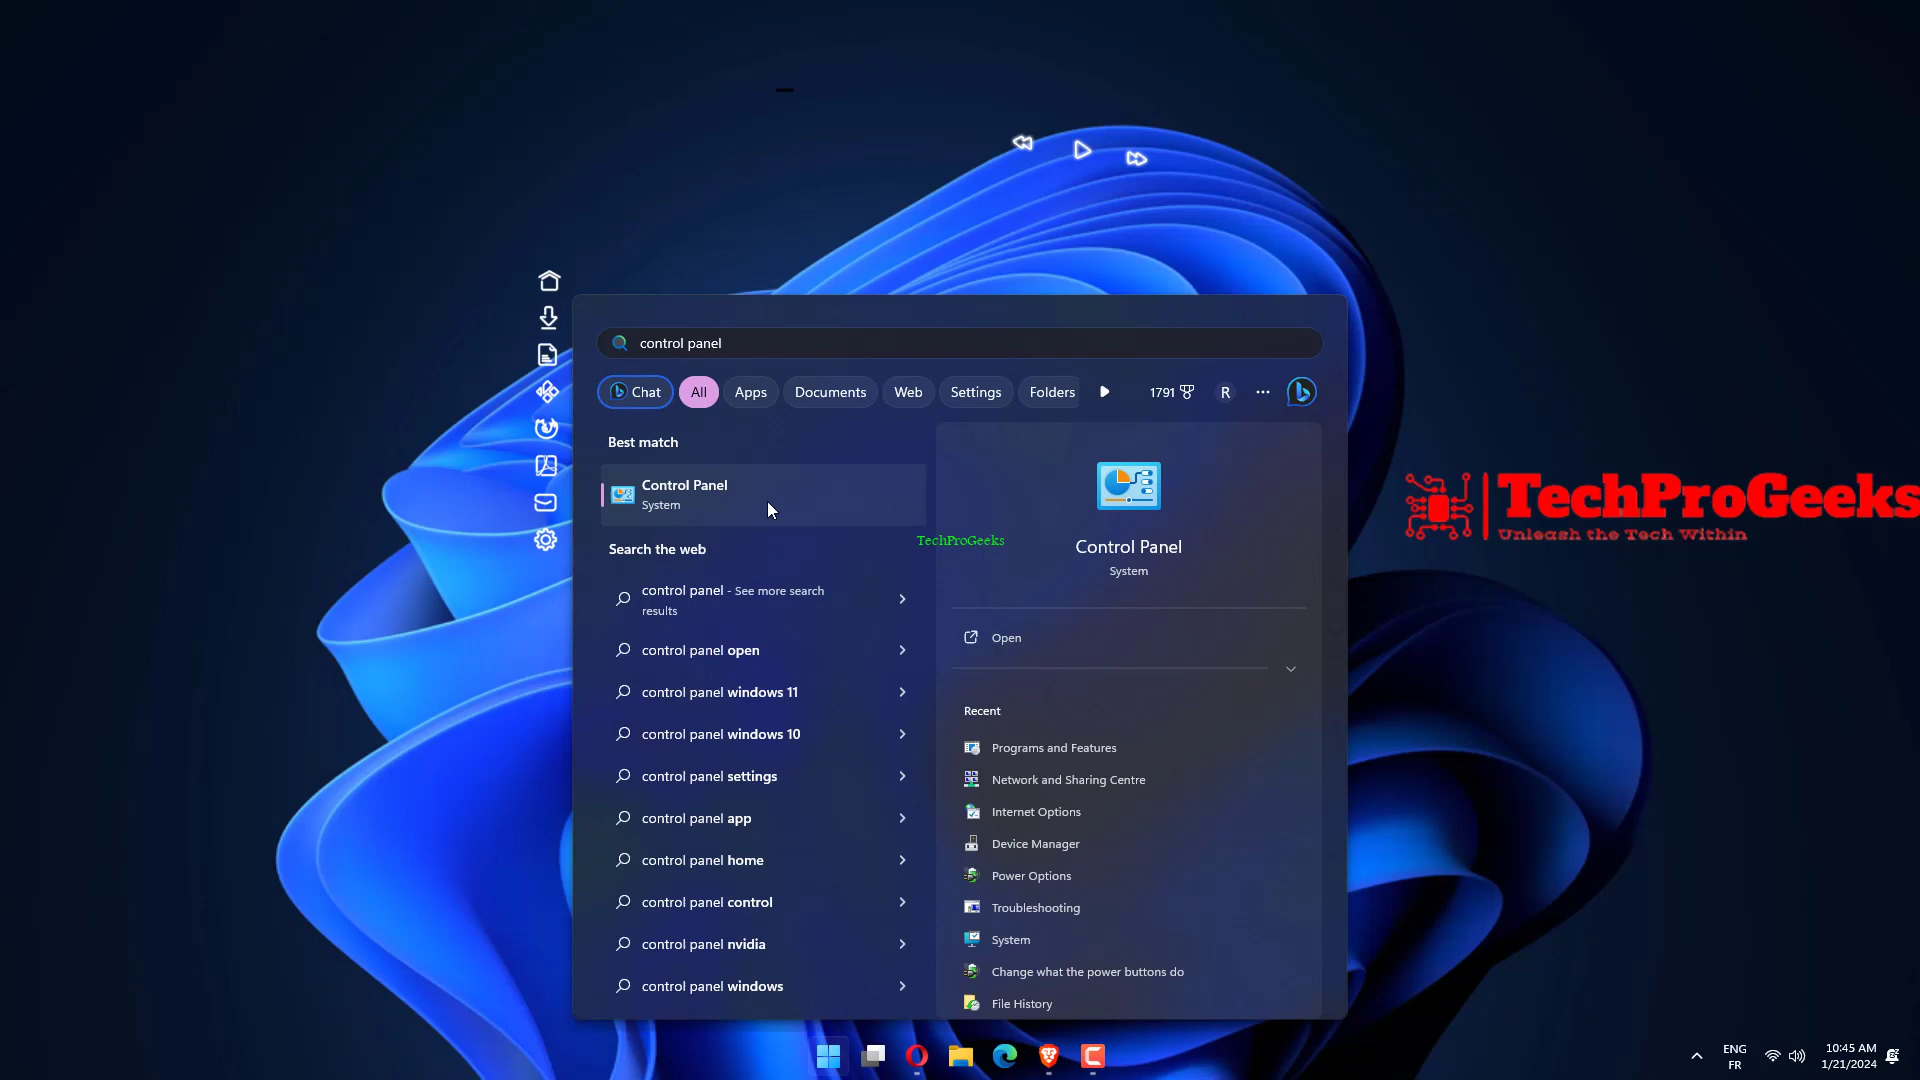 control panel
Chat
All
Apps
Documents
Web
Settings
Folders
1791
R
Best match
Control Panel
System
Search the web
control panel - See more search
results
control panel open
control panel windows 11
control panel windows 10
control panel settings
control panel app
control panel home
control panel control
control panel nvidia
control panel windows
TechProGeeks
Control Panel
System
Open
Recent
Programs and Features
Network and Sharing Centre
Internet Options
Device Manager
Power Options
Troubleshooting
System
Change what the power buttons do
File History
TechProGeeks
Unleash the Tech Within
ENG
FR
10:45 AM
1/21/2024